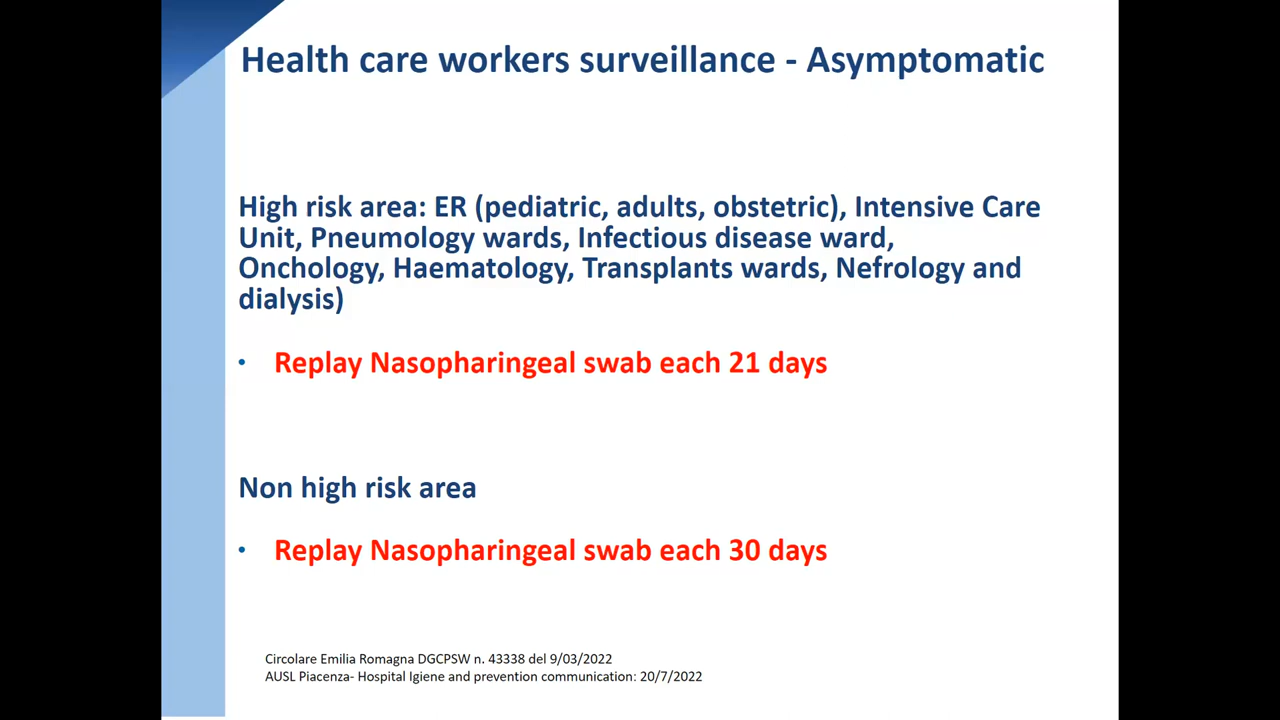 Health care workers surveillance - Asymptomatic
High risk area: ER (pediatric, adults, obstetric), Intensive Care
Unit, Pneumology wards, Infectious disease ward,
Onchology, Haematology, Transplants wards, Nefrology and
dialysis)
• Replay Nasopharingeal swab each 21 days
Non high risk area
• Replay Nasopharingeal swab each 30 days
Circolare Emilia Romagna DGCPSW n. 43338 del 9/03/2022
AUSL Piacenza- Hospital Igiene and prevention communication: 20/7/2022